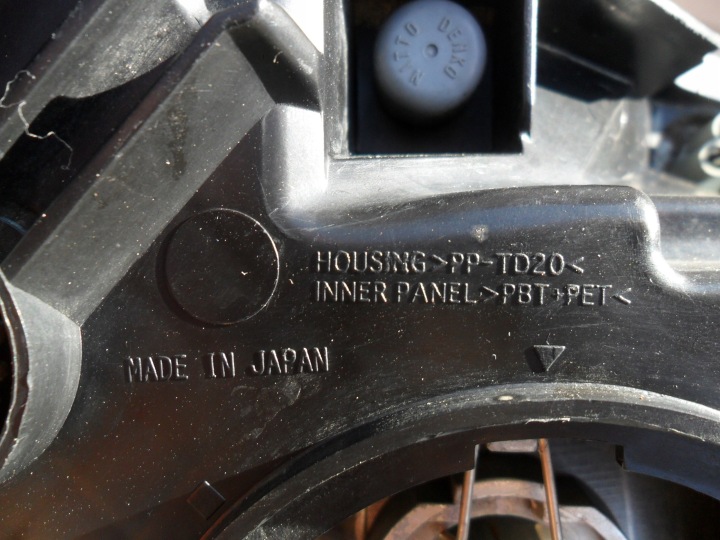 NITTO DENKO
HOUSING>PP-TD20<
INNER PANEL>PBT+PET<
MADE IN JAPAN